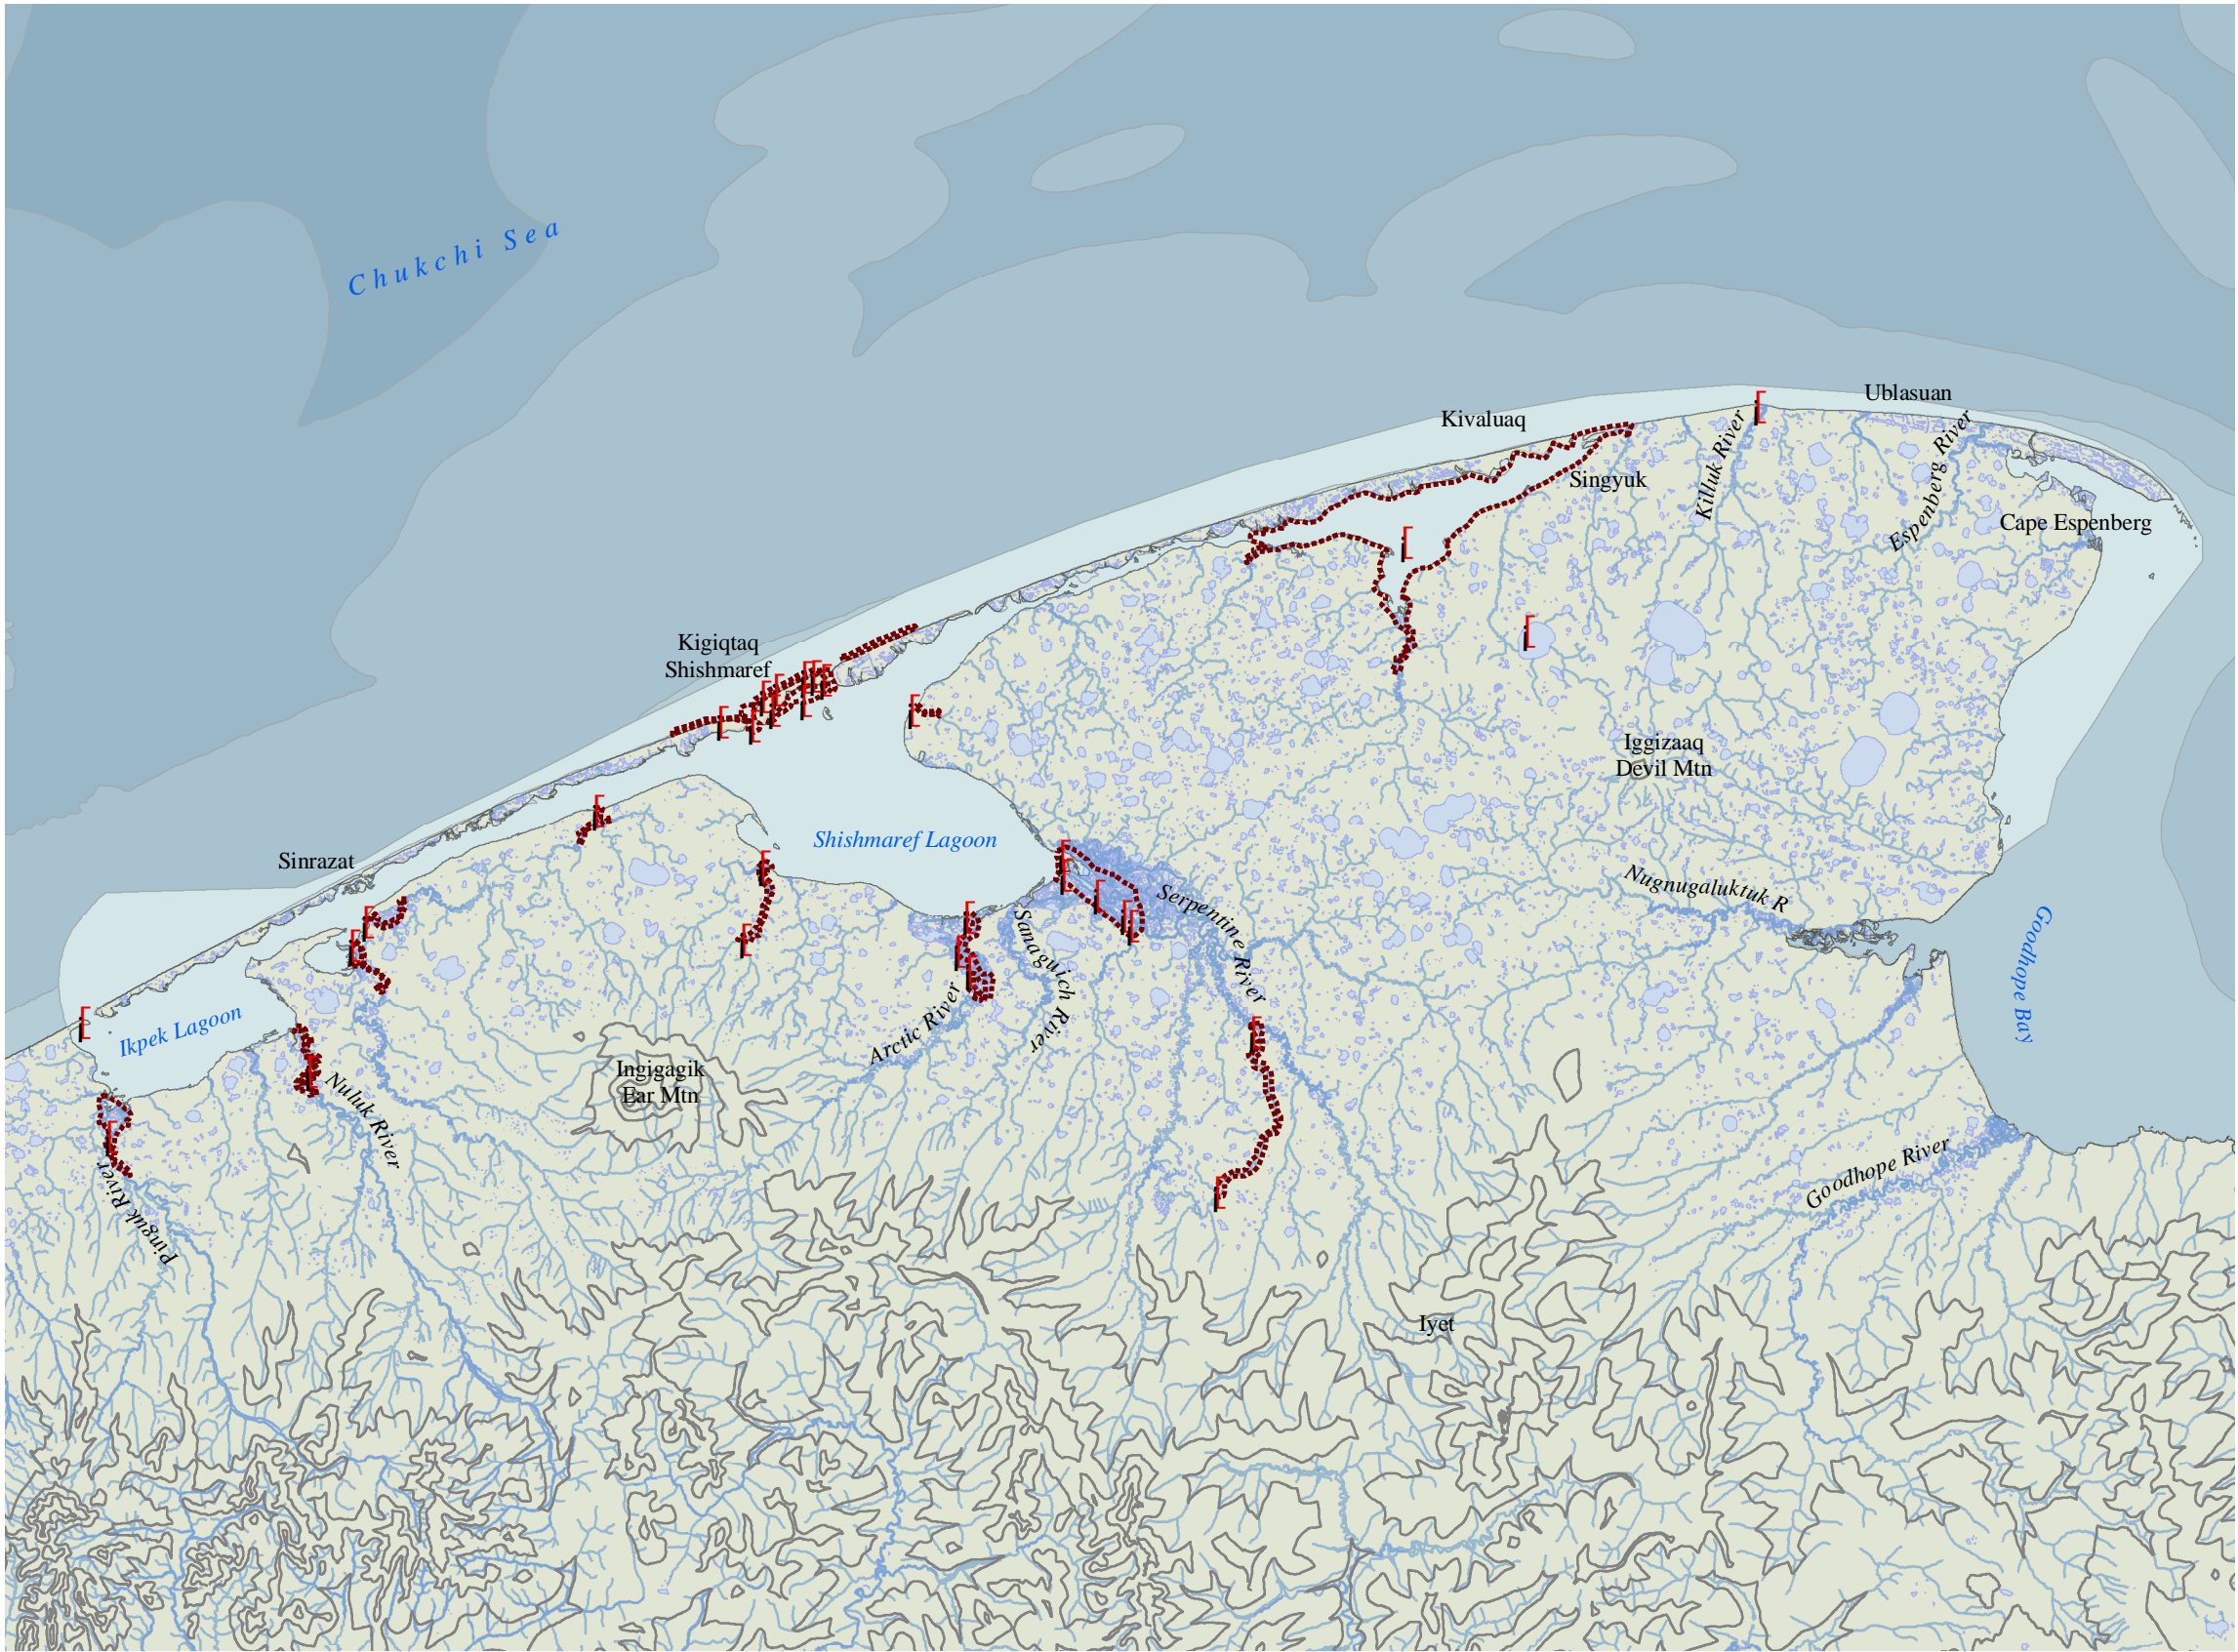 Chukchi Sea
Ublasuan
Kivaluaq
Killuk River
Espenberg River
Singyuk
Cape Espenberg
Kigiqtaq
Shishmaref
Iggizaaq
Devil Mtn
Shishmaref Lagoon
Sinrazat
Nugnugaluktuk R
Serpentine River
Sanaguich River
Goodhope Bay
Ikpek Lagoon
Arctic River
Ingigagik
Ear Mtn
Nuluk River
Pinguk River
Goodhope River
Iyet